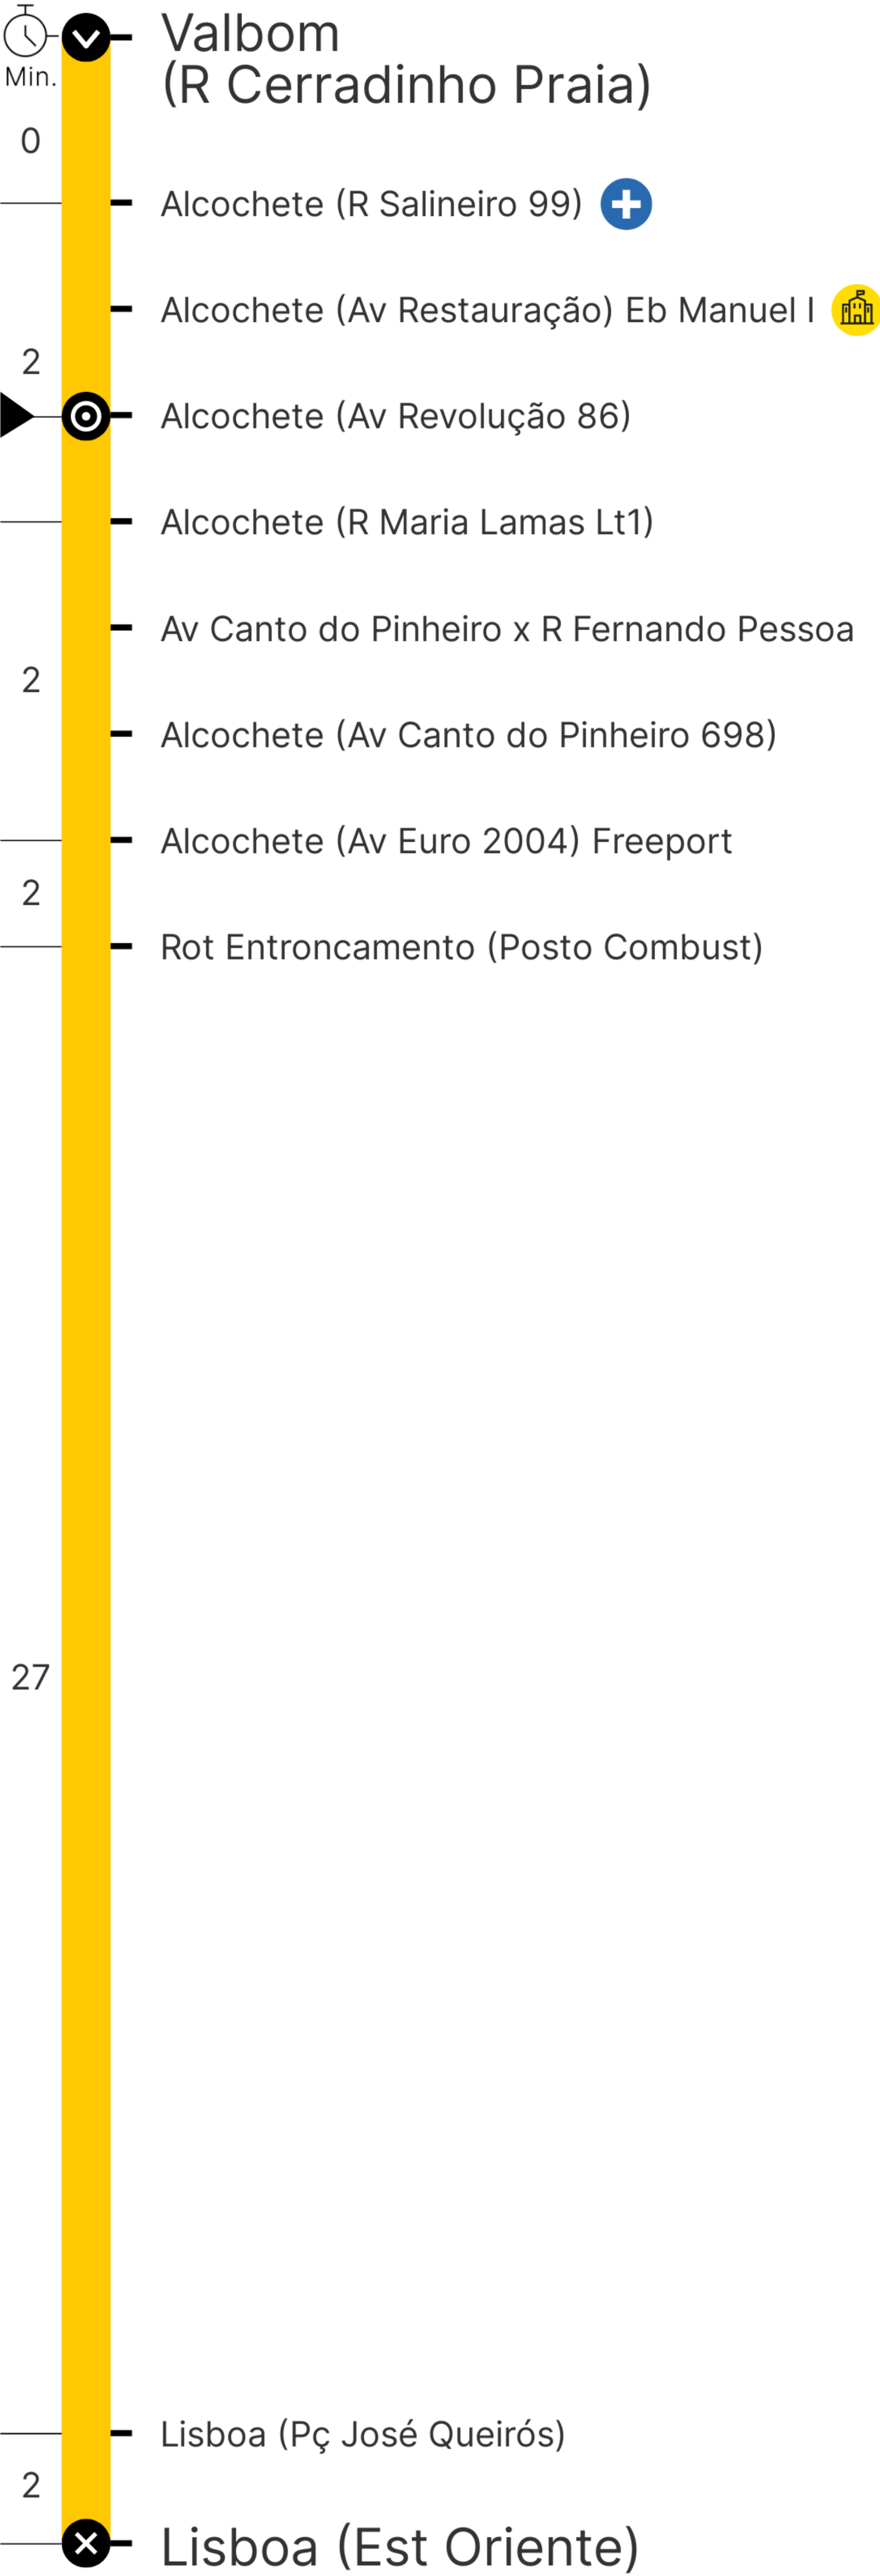 Valbom
(R Cerradinho Praia)
Min.
0
Alcochete (R Salineiro 99)
Alcochete (Av Restauração) Eb Manuel I
2
Alcochete (Av Revolução 86)
Alcochete (R Maria Lamas Lt1)
Av Canto do Pinheiro x R Fernando Pessoa
2
Alcochete (Av Canto do Pinheiro 698)
Alcochete (Av Euro 2004) Freeport
2
Rot Entroncamento (Posto Combust)
27
Lisboa (Pç José Queirós)
2
Lisboa (Est Oriente)